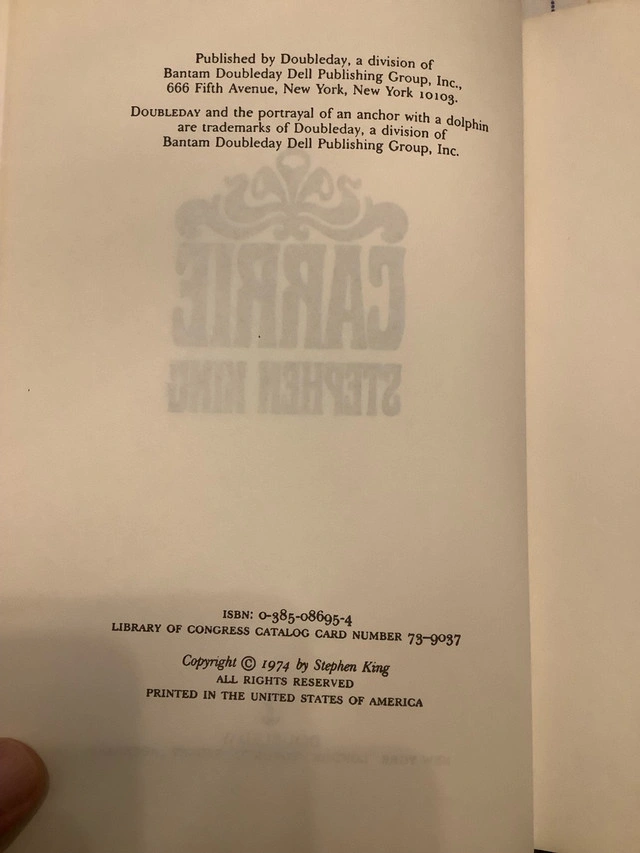 Published by Doubleday, a division of
Bantam Doubleday Dell Publishing Group, Inc.,
666 Fifth Avenue, New York, New York 10103.
DOUBLEDAY and the portrayal of an anchor with a dolphin
are trademarks of Doubleday, a division of
Bantam Doubleday Dell Publishing Group, Inc.
CARRIE
STEPHEN KING
ISBN: 0-385-08695-4
LIBRARY OF CONGRESS CATALOG CARD NUMBER 73-9037
Copyright © 1974 by Stephen King
ALL RIGHTS RESERVED
PRINTED IN THE UNITED STATES OF AMERICA